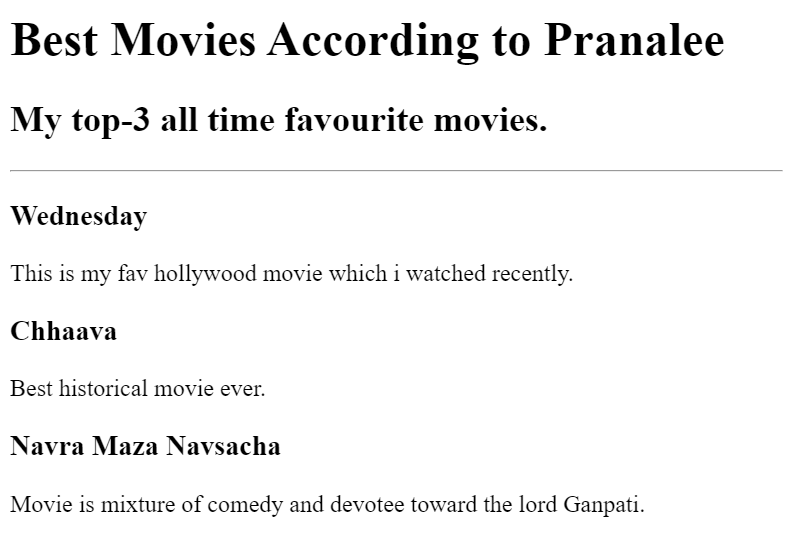 Best Movies According to Pranalee
My top-3 all time favourite movies.
Wednesday
This is my fav hollywood movie which i watched recently.
Chhaava
Best historical movie ever.
Navra Maza Navsacha
Movie is mixture of comedy and devotee toward the lord Ganpati.